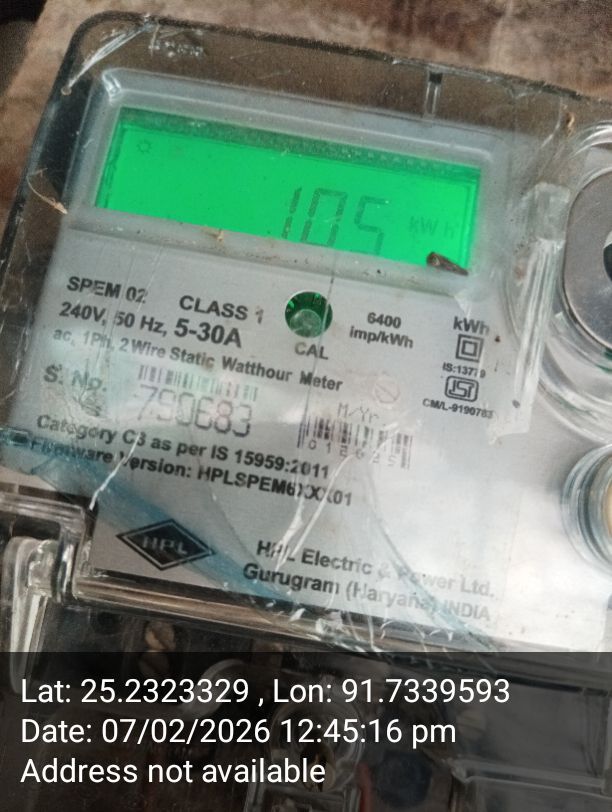 105 kWh
SPEM 02
CLASS 1
240V, 50 Hz, 5-30A
ac, 1Ph, 2 Wire Static Watthour Meter
CAL
6400
imp/kWh
kWh
IS:13779
ISI
CM/L-9190783
S. No.
790683
M/Yr
012025
Category C3 as per IS 15959:2011
Firmware Version: HPLSPEM6XXX01
HPL
HPL Electric & Power Ltd.
Gurugram (Haryana) INDIA
Lat: 25.2323329 , Lon: 91.7339593
Date: 07/02/2026 12:45:16 pm
Address not available